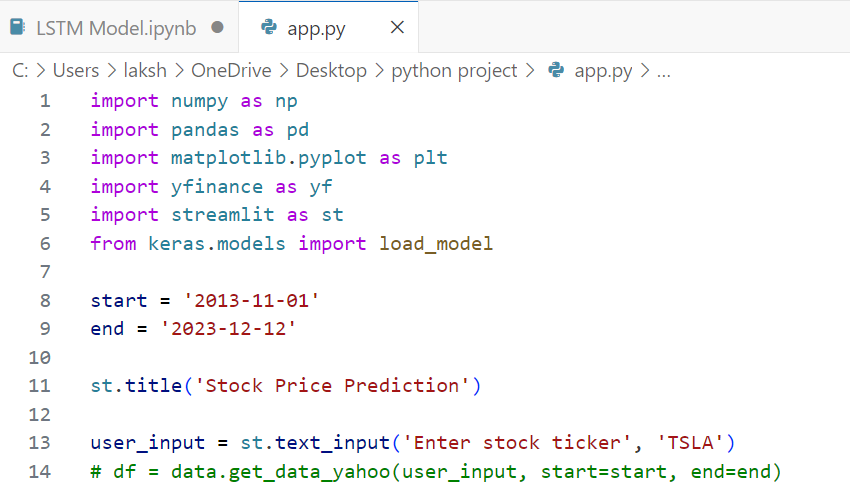 LSTM Model.ipynb
app.py
C: > Users > laksh > OneDrive > Desktop > python project > app.py > ...
1 import numpy as np
2 import pandas as pd
3 import matplotlib.pyplot as plt
4 import yfinance as yf
5 import streamlit as st
6 from keras.models import load_model
7
8 start = '2013-11-01'
9 end = '2023-12-12'
10
11 st.title('Stock Price Prediction')
12
13 user_input = st.text_input('Enter stock ticker', 'TSLA')
14 # df = data.get_data_yahoo(user_input, start=start, end=end)